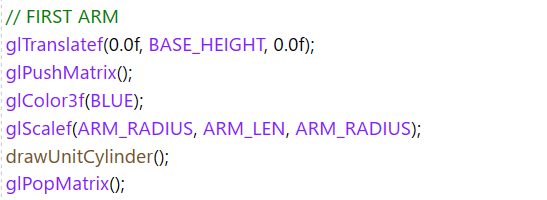 // FIRST ARM
glTranslatef(0.0f, BASE_HEIGHT, 0.0f);
glPushMatrix();
glColor3f(BLUE);
glScalef(ARM_RADIUS, ARM_LEN, ARM_RADIUS);
drawUnitCylinder();
glPopMatrix();